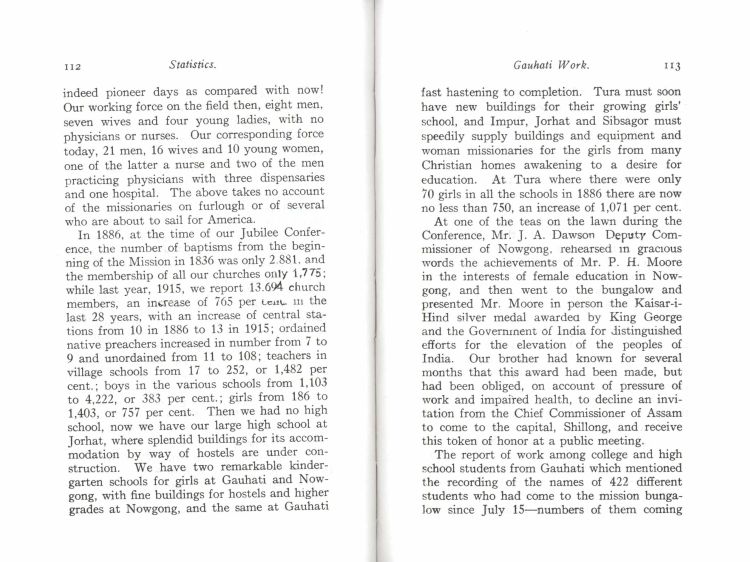 112
Statistics.
indeed pioneer days as compared with now!
Our working force on the field then, eight men,
seven wives and four young ladies, with no
physicians or nurses. Our corresponding force
today, 21 men, 16 wives and 10 young women,
one of the latter a nurse and two of the men
practicing physicians with three dispensaries
and one hospital. The above takes no account
of the missionaries on furlough or of several
who are about to sail for America.
In 1886, at the time of our Jubilee Confer-
ence, the number of baptisms from the begin-
ning of the Mission in 1836 was only 2.881, and
the membership of all our churches only 1,775;
while last year, 1915, we report 13.694 church
members, an increase of 765 per cent. in the
last 28 years, with an increase of central sta-
tions from 10 in 1886 to 13 in 1915; ordained
native preachers increased in number from 7 to
9 and unordained from 11 to 108; teachers in
village schools from 17 to 252, or 1,482 per
cent.; boys in the various schools from 1,103
to 4,222, or 383 per cent.; girls from 186 to
1,403, or 757 per cent. Then we had no high
school, now we have our large high school at
Jorhat, where splendid buildings for its accom-
modation by way of hostels are under con-
struction. We have two remarkable kinder-
garten schools for girls at Gauhati and Now-
gong, with fine buildings for hostels and higher
grades at Nowgong, and the same at Gauhati
Gauhati Work.
113
fast hastening to completion. Tura must soon
have new buildings for their growing girls'
school, and Impur, Jorhat and Sibsagor must
speedily supply buildings and equipment and
woman missionaries for the girls from many
Christian homes awakening to a desire for
education. At Tura where there were only
70 girls in all the schools in 1886 there are now
no less than 750, an increase of 1,071 per cent.
At one of the teas on the lawn during the
Conference, Mr. J. A. Dawson Deputy Com-
missioner of Nowgong, rehearsed in gracious
words the achievements of Mr. P. H. Moore
in the interests of female education in Now-
gong, and then went to the bungalow and
presented Mr. Moore in person the Kaisar-i-
Hind silver medal awarded by King George
and the Government of India for distinguished
efforts for the elevation of the peoples of
India. Our brother had known for several
months that this award had been made, but
had been obliged, on account of pressure of
work and impaired health, to decline an invi-
tation from the Chief Commissioner of Assam
to come to the capital, Shillong, and receive
this token of honor at a public meeting.
The report of work among college and high
school students from Gauhati which mentioned
the recording of the names of 422 different
students who had come to the mission bunga-
low since July 15—numbers of them coming